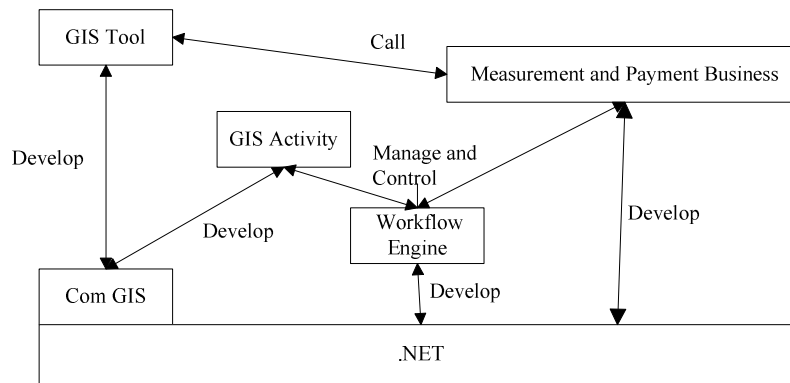 GIS Tool
Call
Measurement and Payment Business
GIS Activity
Develop
Manage and
Control
Develop
Develop
Workflow
Engine
Com GIS
Develop
.NET